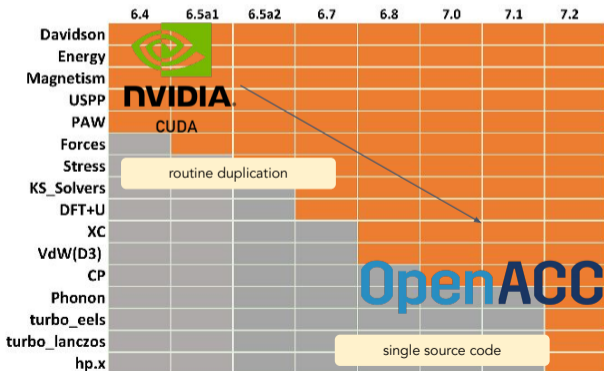 6.4 6.5a1 6.5a2 6.7 6.8 7.0 7.1 7.2
Davidson
Energy
Magnetism
USPP
PAW
Forces
Stress
KS_Solvers
DFT+U
XC
VdW(D3)
CP
Phonon
turbo_eels
turbo_lanczos
hp.x
NVIDIA.
CUDA
routine duplication
OpenACC
single source code